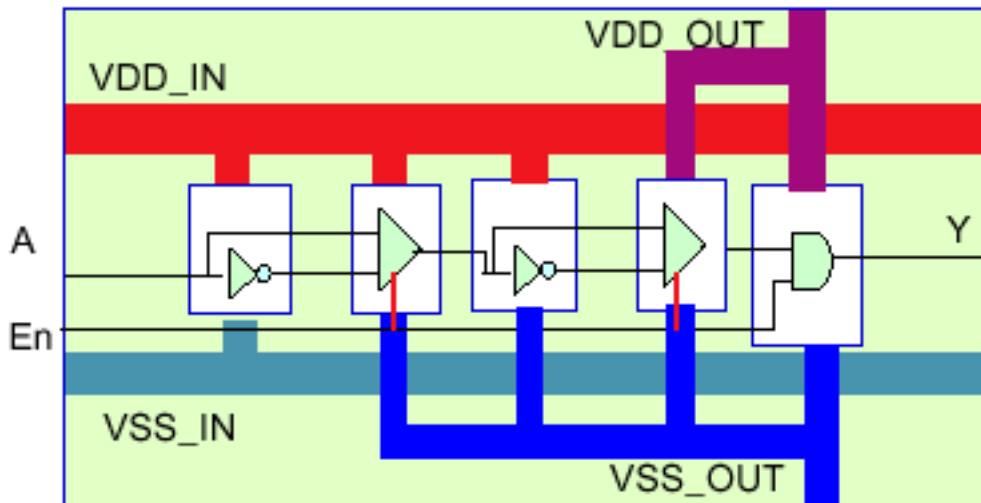 VDD_OUT
VDD_IN
A
Y
En
VSS_IN
VSS_OUT